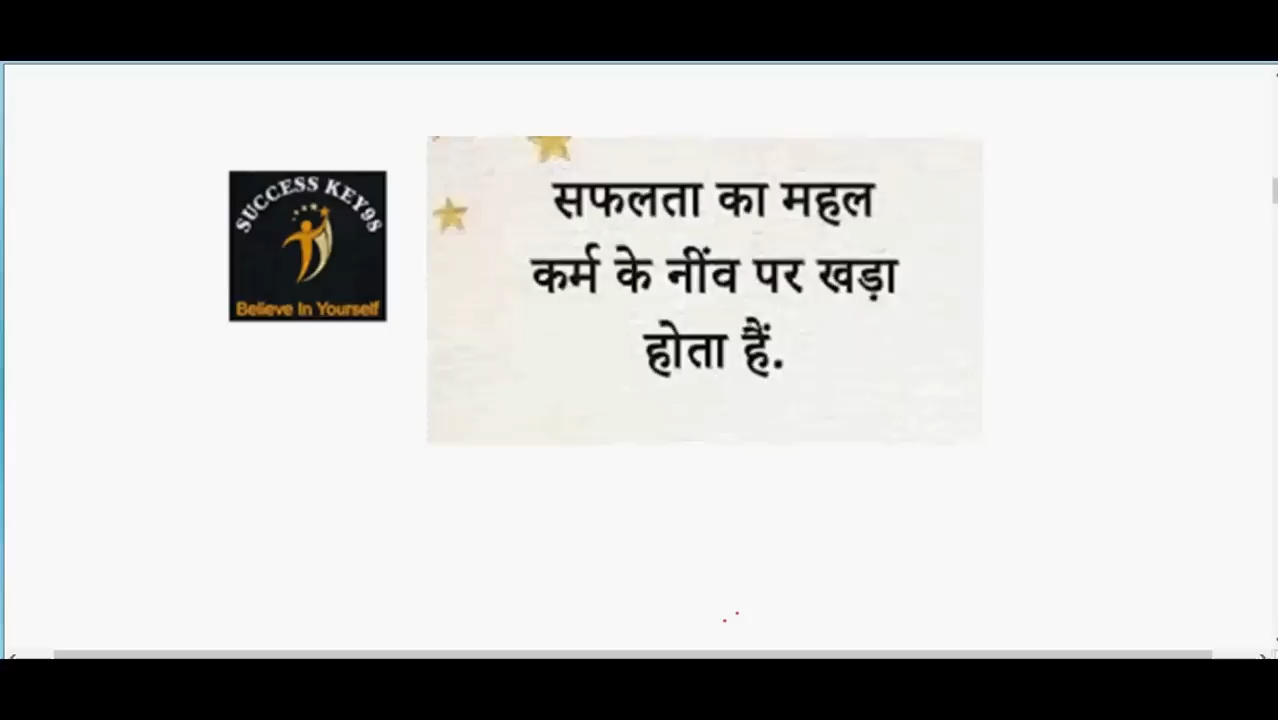 SUCCESS KEY98
Believe In Yourself
सफलता का महल
कर्म के नींव पर खड़ा
होता हैं.